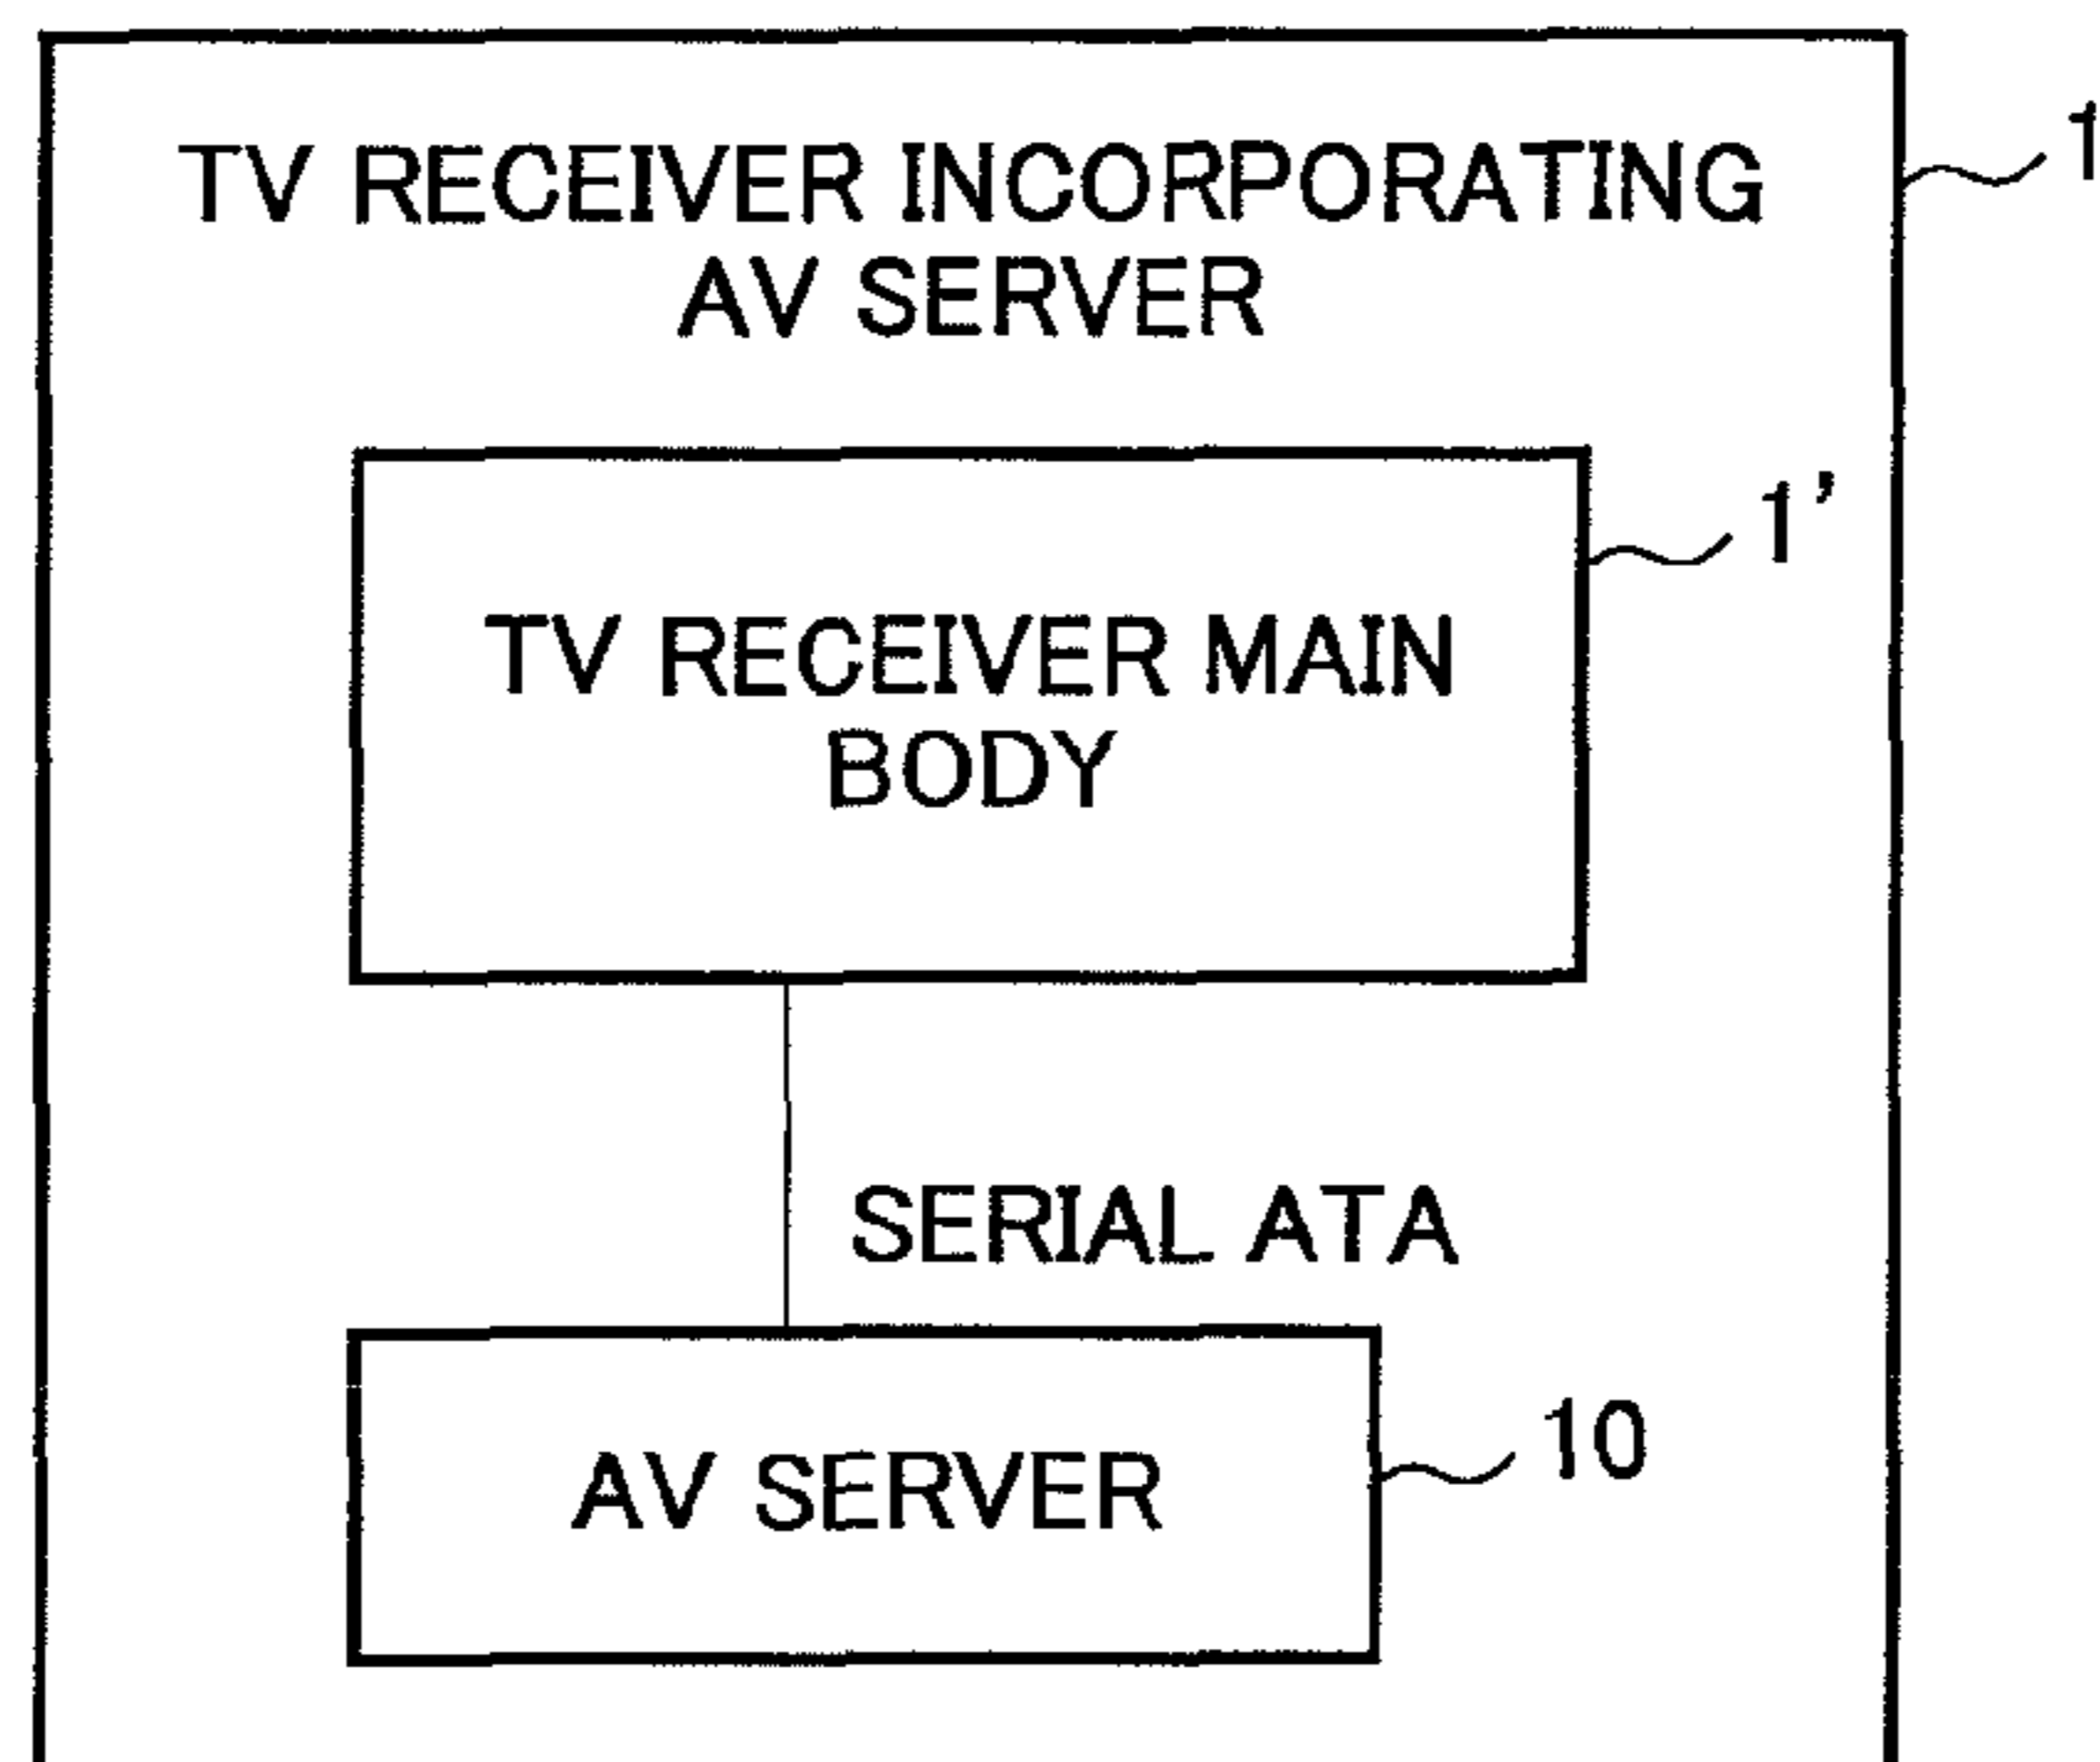 TV RECEIVER INCORPORATING
AV SERVER
1
1'
TV RECEIVER MAIN
BODY
SERIAL ATA
AV SERVER
10